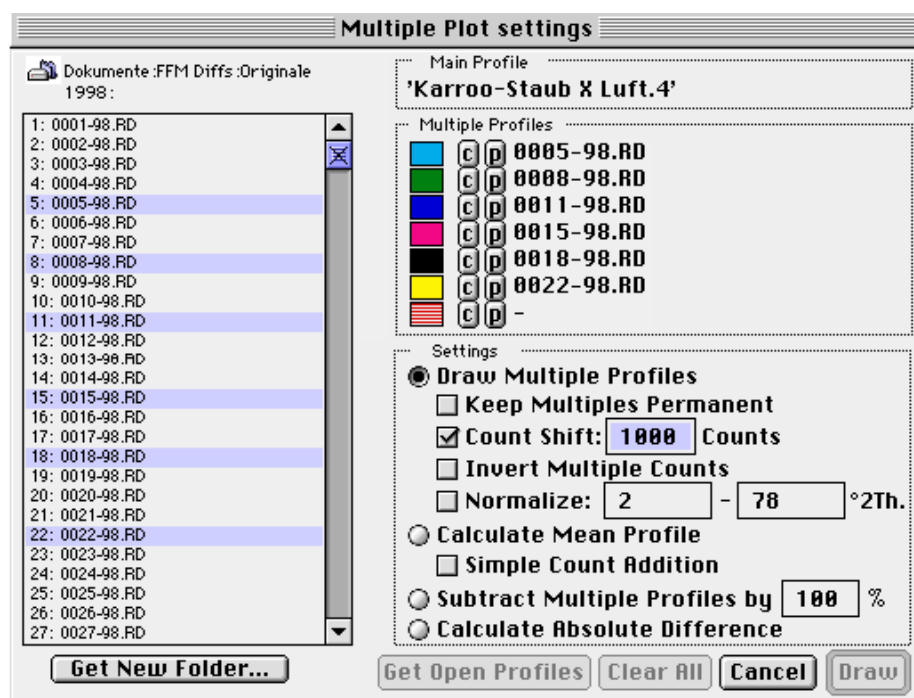 Multiple Plot settings
Dokumente:FFM Diffs:Originale
1998:
1: 0001-98.RD
2: 0002-98.RD
3: 0003-98.RD
4: 0004-98.RD
5: 0005-98.RD
6: 0006-98.RD
7: 0007-98.RD
8: 0008-98.RD
9: 0009-98.RD
10: 0010-98.RD
11: 0011-98.RD
12: 0012-98.RD
13: 0013-98.RD
14: 0014-98.RD
15: 0015-98.RD
16: 0016-98.RD
17: 0017-98.RD
18: 0018-98.RD
19: 0019-98.RD
20: 0020-98.RD
21: 0021-98.RD
22: 0022-98.RD
23: 0023-98.RD
24: 0024-98.RD
25: 0025-98.RD
26: 0026-98.RD
27: 0027-98.RD
Get New Folder...
Main Profile
'Karroo-Staub X Luft.4'
Multiple Profiles
c p 0005-98.RD
c p 0008-98.RD
c p 0011-98.RD
c p 0015-98.RD
c p 0018-98.RD
c p 0022-98.RD
c p -
Settings
Draw Multiple Profiles
Keep Multiples Permanent
Count Shift: 1000 Counts
Invert Multiple Counts
Normalize: 2 - 78 °2Th.
Calculate Mean Profile
Simple Count Addition
Subtract Multiple Profiles by 100 %
Calculate Absolute Difference
Get Open Profiles Clear All Cancel Draw